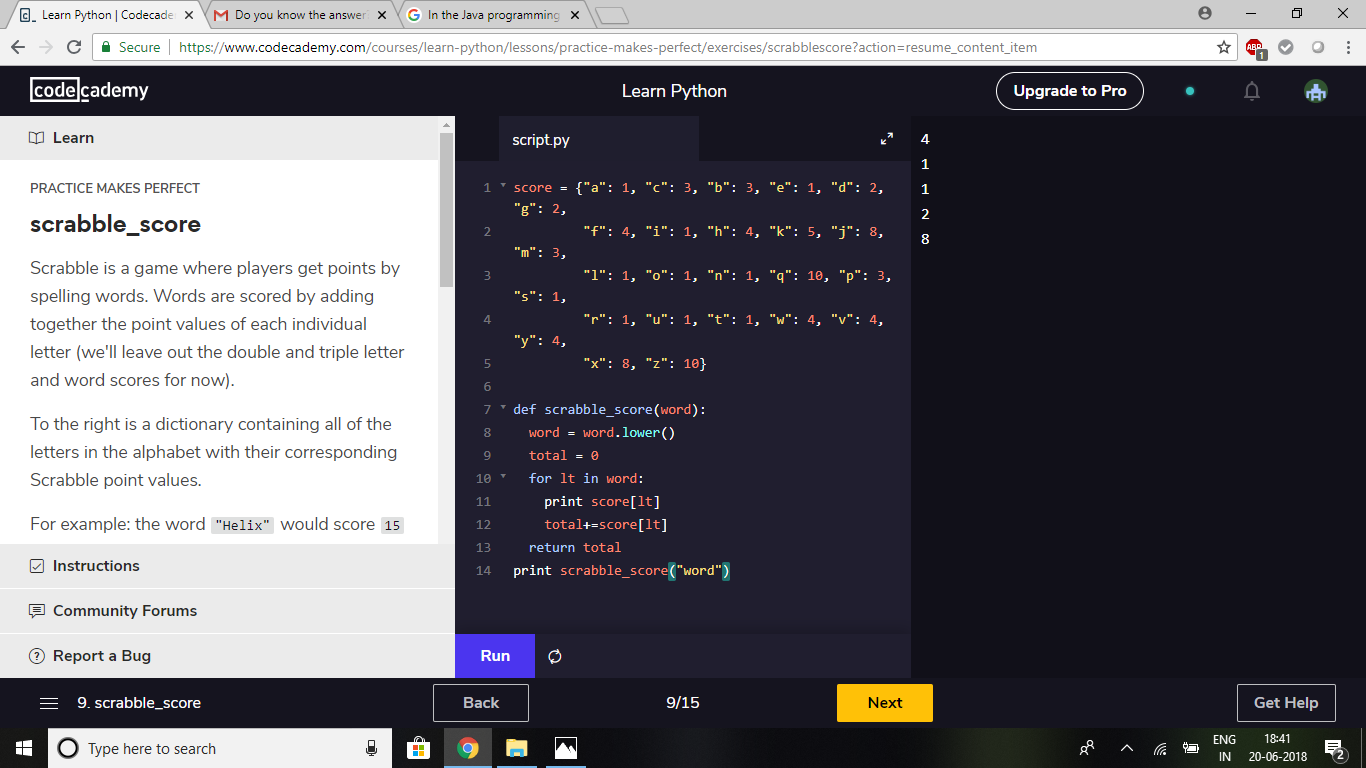 Learn Python | Codecade
Do you know the answer
In the Java programming
Secure
https://www.codecademy.com/courses/learn-python/lessons/practice-makes-perfect/exercises/scrabblescore?action=resume_content_item
ABP
1
codecademy
Learn Python
Upgrade to Pro
Learn
PRACTICE MAKES PERFECT
scrabble_score
Scrabble is a game where players get points by
spelling words. Words are scored by adding
together the point values of each individual
letter (we'll leave out the double and triple letter
and word scores for now).
To the right is a dictionary containing all of the
letters in the alphabet with their corresponding
Scrabble point values.
For example: the word "Helix" would score 15
Instructions
Community Forums
Report a Bug
script.py
1 score = {"a": 1, "c": 3, "b": 3, "e": 1, "d": 2,
"g": 2,
2 "f": 4, "i": 1, "h": 4, "k": 5, "j": 8,
"m": 3,
3 "l": 1, "o": 1, "n": 1, "q": 10, "p": 3,
"s": 1,
4 "r": 1, "u": 1, "t": 1, "w": 4, "v": 4,
"y": 4,
5 "x": 8, "z": 10}
6
7 def scrabble_score(word):
8 word = word.lower()
9 total = 0
10 for lt in word:
11 print score[lt]
12 total+=score[lt]
13 return total
14 print scrabble_score("word")
Run
4
1
1
2
8
9. scrabble_score
Back
9/15
Next
Get Help
Type here to search
ENG
IN
18:41
20-06-2018
2